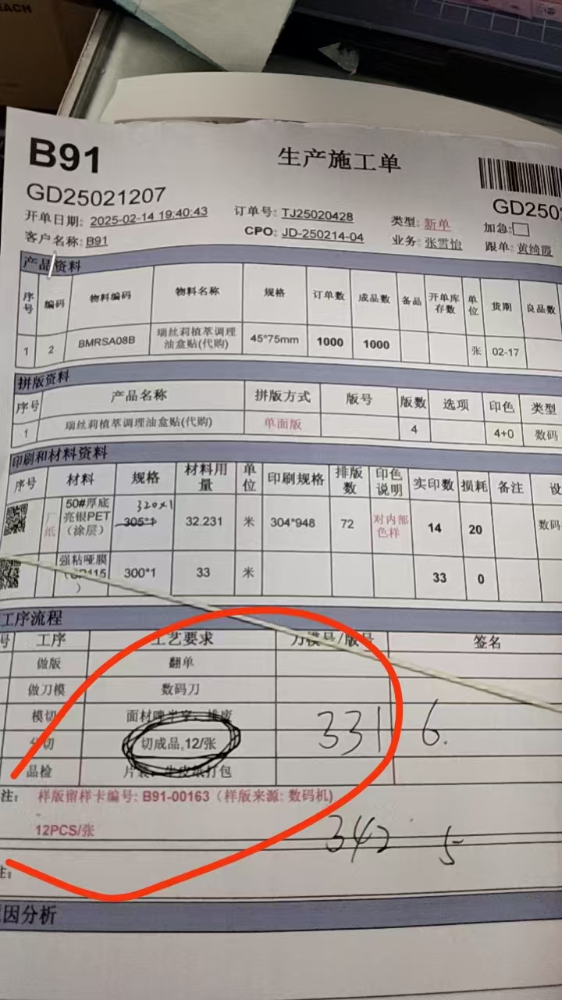 EACH
B91
生产施工单
GD25021207
GD250
开单日期: 2025-02-14 19:40:43 订单号: TJ25020428 类型: 新单 加急:
客户名称: B91 CPO: JD-250214-04 业务: 张雪怡 跟单: 黄绮霞
产品资料
序号 编码 物料编码 物料名称 规格 订单数 成品数 备品 开单库存数 单位 货期 良品数
1 2 BMRSA08B 瑞丝莉植萃调理油盒贴(代购) 45*75mm 1000 1000 张 02-17
拼版资料
序号 产品名称 拼版方式 版号 版数 选项 印色 类型
1 瑞丝莉植萃调理油盒贴(代购) 单面版 4 4+0 数码
印刷和材料资料
序号 材料 规格 材料用量 单位 印刷规格 排版数 印色说明 实印数 损耗 备注 设
厂纸 50#厚底亮银PET(涂层) 320×1 305*1 32.231 米 304*948 72 对内部色样 14 20 数码
强粘哑膜 300*1 33 米 33 0
工序流程
号 工序 工艺要求 刀模号/版号 签名
做版 翻单
做刀模 数码刀
模切 面材啤半穿、排废
分切 切成品,12/张 331 6.
品检 片装、牛皮纸打包
注: 样版留样卡编号: B91-00163 (样版来源: 数码机)
12PCS/张
342 5
注:
因分析